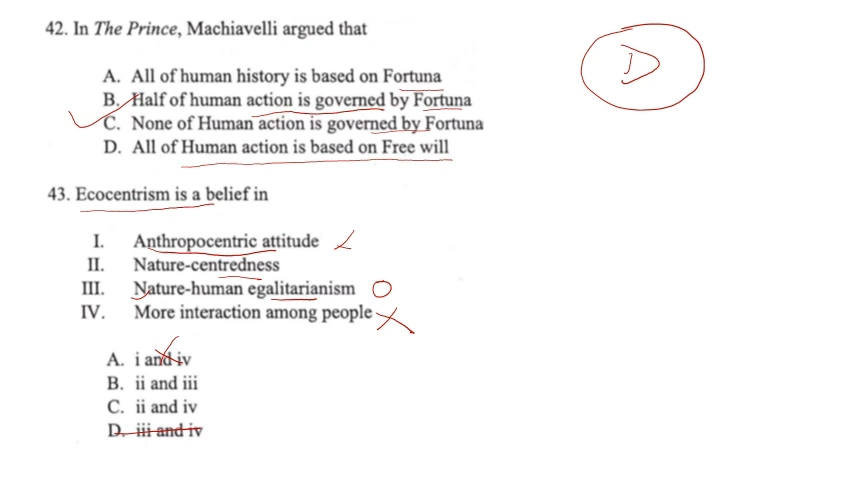 42. In The Prince, Machiavelli argued that
D
A. All of human history is based on Fortuna
B. Half of human action is governed by Fortuna
C. None of Human action is governed by Fortuna
D. All of Human action is based on Free will
43. Ecocentrism is a belief in
I. Anthropocentric attitude
II. Nature-centredness
III. Nature-human egalitarianism
IV. More interaction among people
A. i and iv
B. ii and iii
C. ii and iv
D. iii and iv